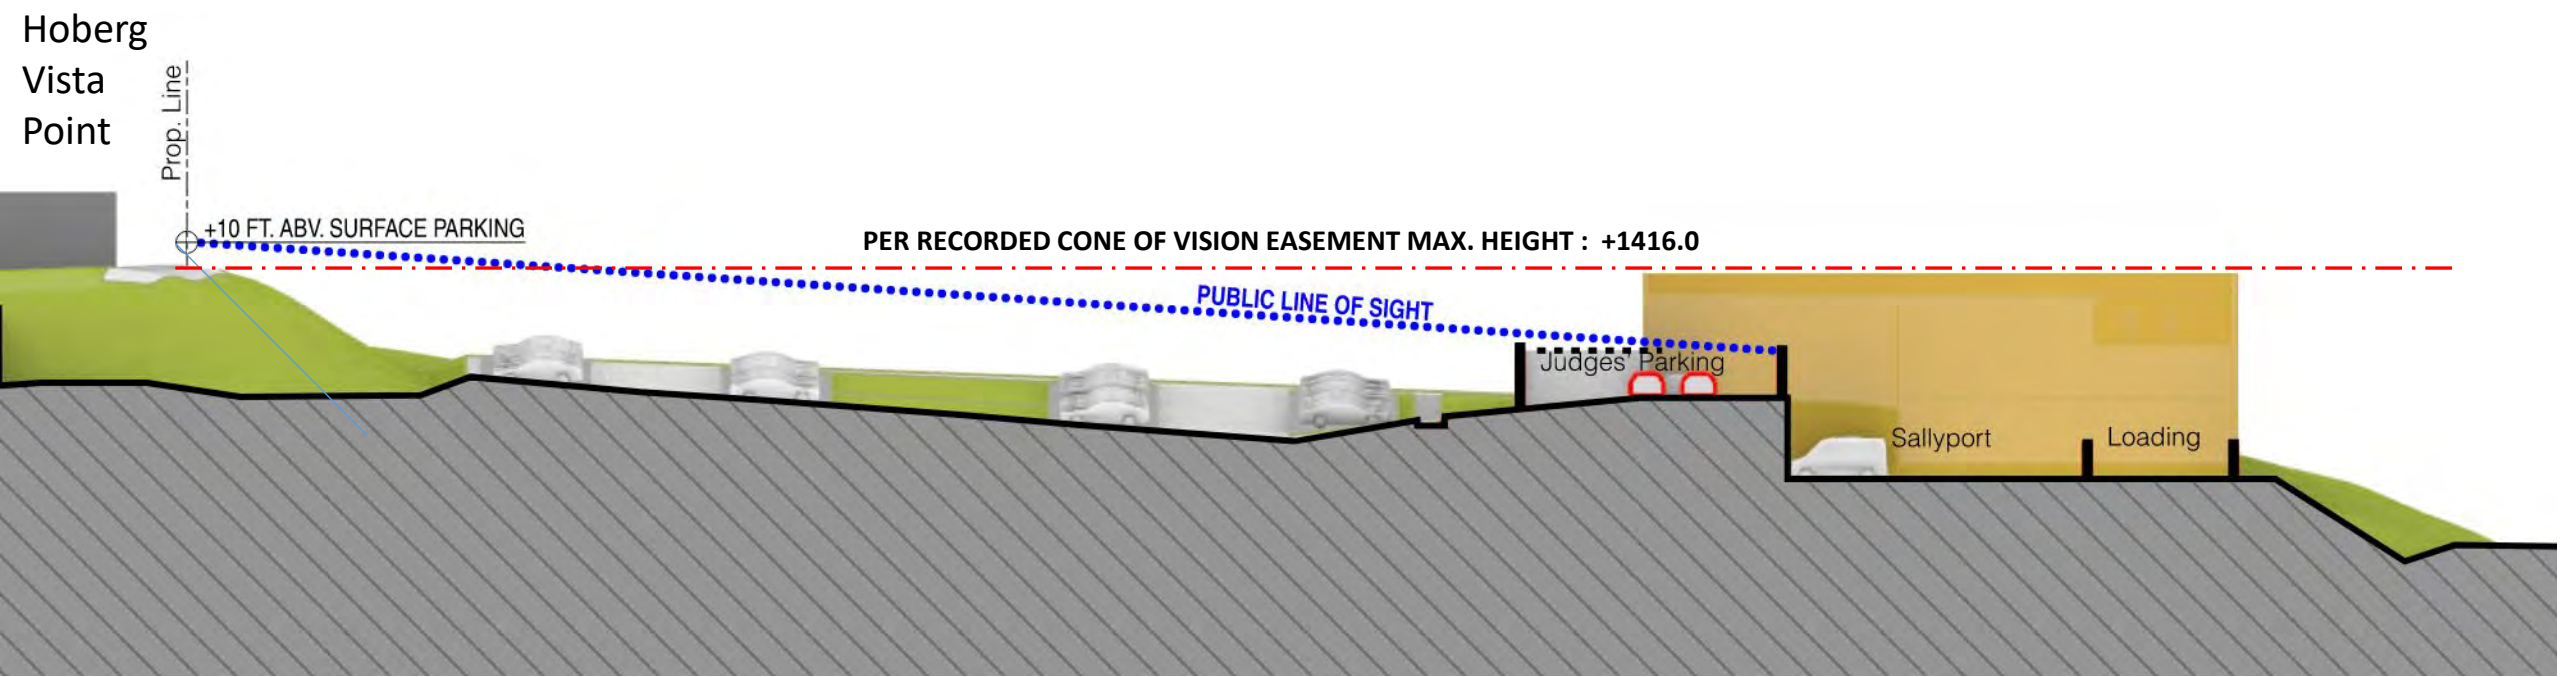 Hoberg
Vista
Point
Prop. Line
+10 FT. ABV. SURFACE PARKING
PER RECORDED CONE OF VISION EASEMENT MAX. HEIGHT : +1416.0
PUBLIC LINE OF SIGHT
Judges' Parking
Sallyport
Loading